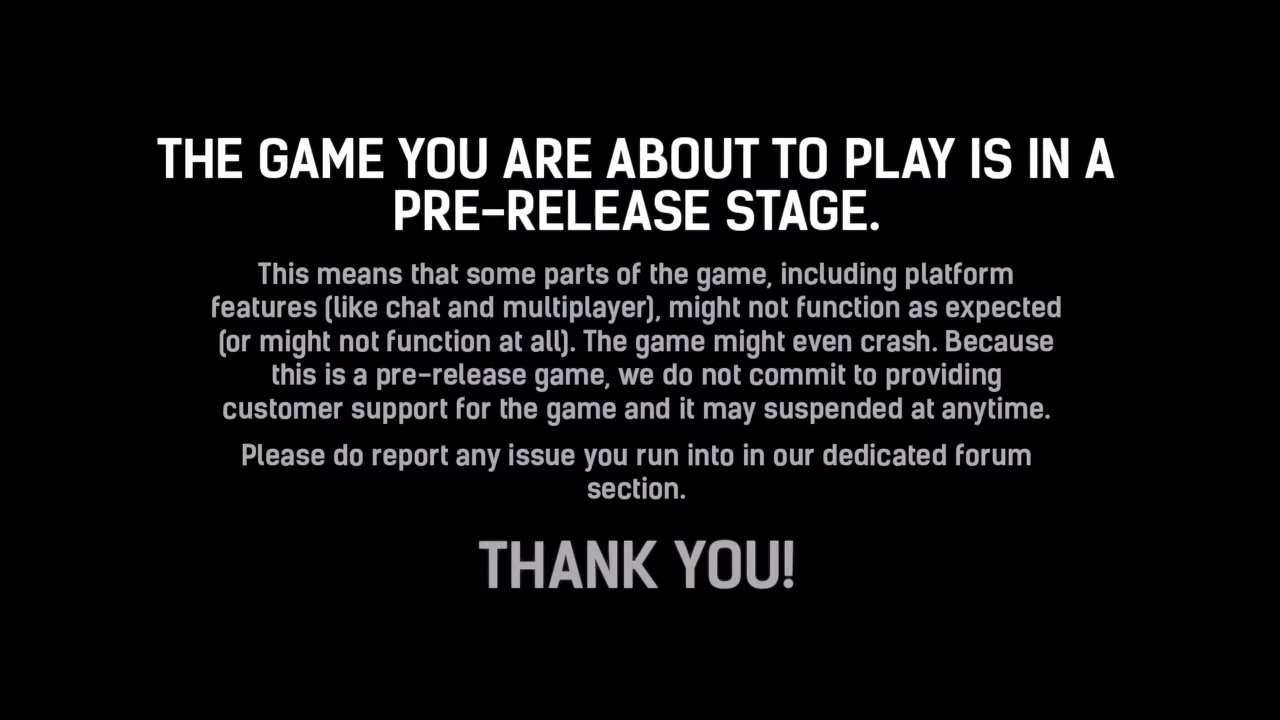 THE GAME YOU ARE ABOUT TO PLAY IS IN A
PRE-RELEASE STAGE.
This means that some parts of the game, including platform
features (like chat and multiplayer), might not function as expected
(or might not function at all). The game might even crash. Because
this is a pre-release game, we do not commit to providing
customer support for the game and it may suspended at anytime.
Please do report any issue you run into in our dedicated forum
section.
THANK YOU!